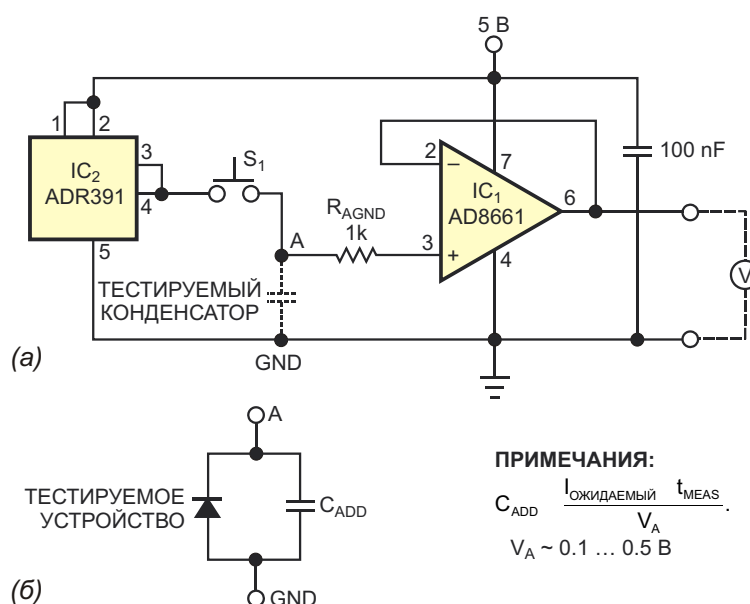 5 В
1
2
3
4
5
IC2
ADR391
S1
A
RAGND
1k
2
3
–
+
7
4
6
IC1
AD8661
100 nF
V
ТЕСТИРУЕМЫЙ
КОНДЕНСАТОР
GND
(а)
A
ТЕСТИРУЕМОЕ
УСТРОЙСТВО
CADD
GND
(б)
ПРИМЕЧАНИЯ:
CADD IОЖИДАЕМЫЙ tMEAS
VA .
VA ~ 0.1 … 0.5 В